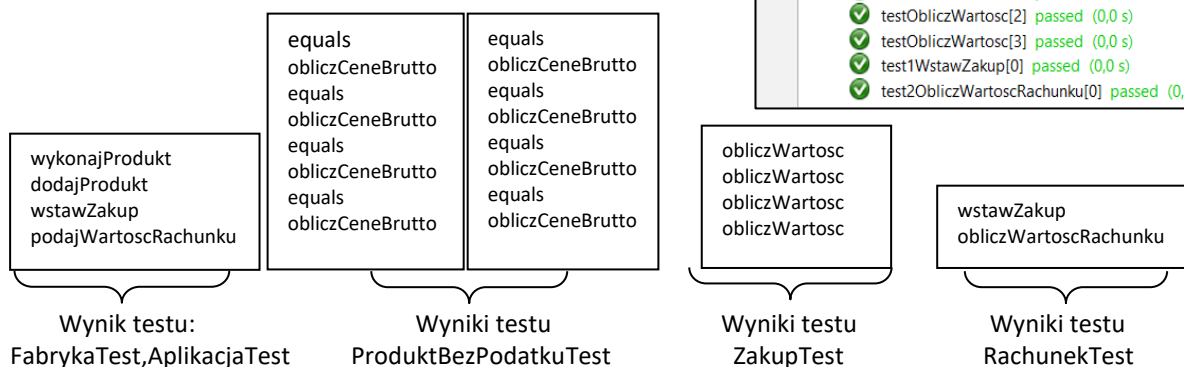 testObliczWartosc[2] passed (0,0 s)
testObliczWartosc[3] passed (0,0 s)
test1WstawZakup[0] passed (0,0 s)
test2ObliczWartoscRachunku[0] passed (0,
wykonajProdukt
dodajProdukt
wstawZakup
podajWartoscRachunku
equals
obliczCeneBrutto
equals
obliczCeneBrutto
equals
obliczCeneBrutto
equals
obliczCeneBrutto
equals
obliczCeneBrutto
equals
obliczCeneBrutto
equals
obliczCeneBrutto
equals
obliczCeneBrutto
obliczWartosc
obliczWartosc
obliczWartosc
obliczWartosc
wstawZakup
obliczWartoscRachunku
Wynik testu:
FabrykaTest,AplikacjaTest
Wyniki testu
ProduktBezPodatkuTest
Wyniki testu
ZakupTest
Wyniki testu
RachunekTest